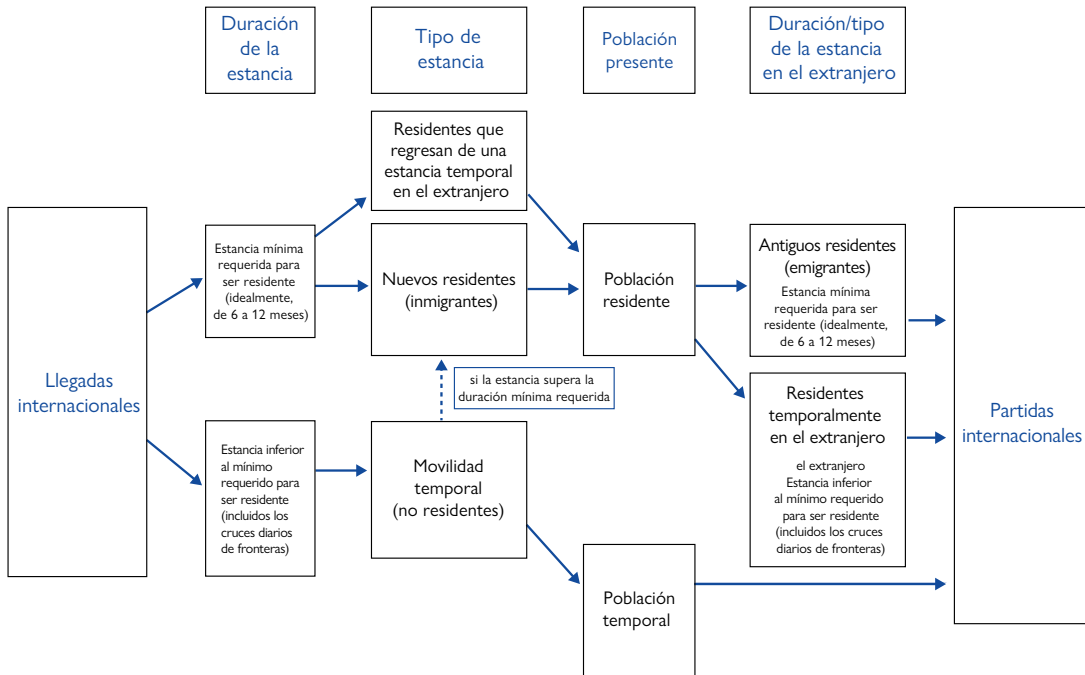 Duración
de la
estancia
Tipo de
estancia
Población
presente
Duración/tipo
de la estancia
en el extranjero
Llegadas
internacionales
Estancia mínima
requerida para
ser residente
(idealmente,
de 6 a 12 meses)
Estancia inferior
al mínimo
requerido para
ser residente
(incluidos los
cruces diarios
de fronteras)
Residentes que
regresan de una
estancia temporal
en el extranjero
Nuevos residentes
(inmigrantes)
si la estancia supera la
duración mínima requerida
Movilidad
temporal
(no residentes)
Población
residente
Población
temporal
Antiguos residentes
(emigrantes)
Estancia mínima
requerida para ser
residente (idealmente,
de 6 a 12 meses)
Residentes
temporalmente
en el extranjero
el extranjero
Estancia inferior
al mínimo requerido
para ser residente
(incluidos los cruces
diarios de fronteras)
Partidas
internacionales